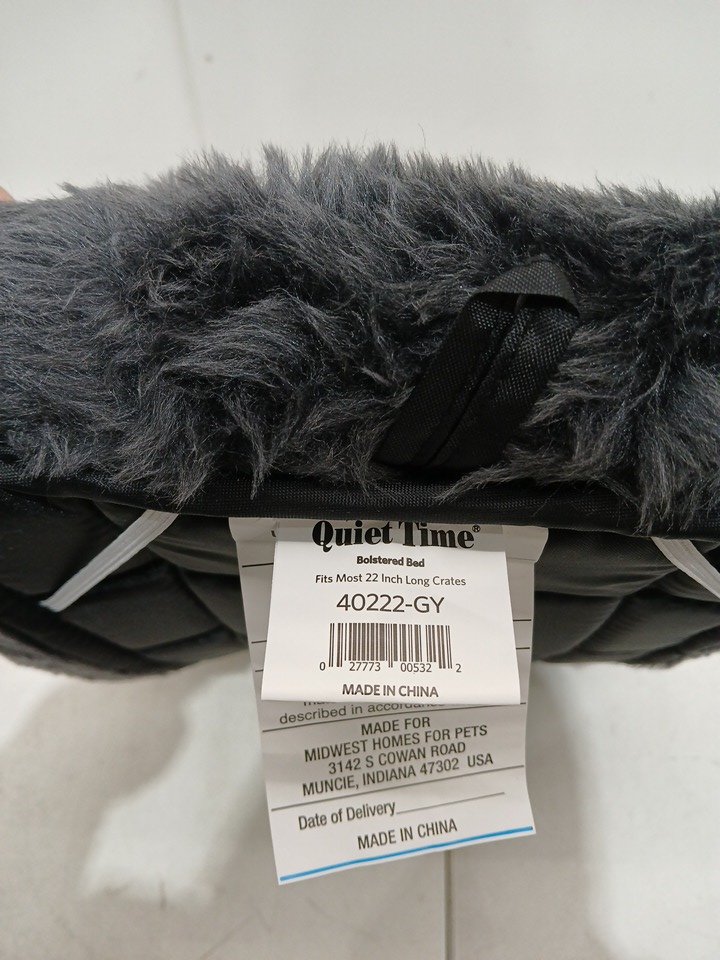 Quiet Time®
Bolstered Bed
Fits Most 22 Inch Long Crates
40222-GY
0 27773 00532 2
MADE IN CHINA
described in accordance
MADE FOR
MIDWEST HOMES FOR PETS
3142 S COWAN ROAD
MUNCIE, INDIANA 47302 USA
Date of Delivery
MADE IN CHINA